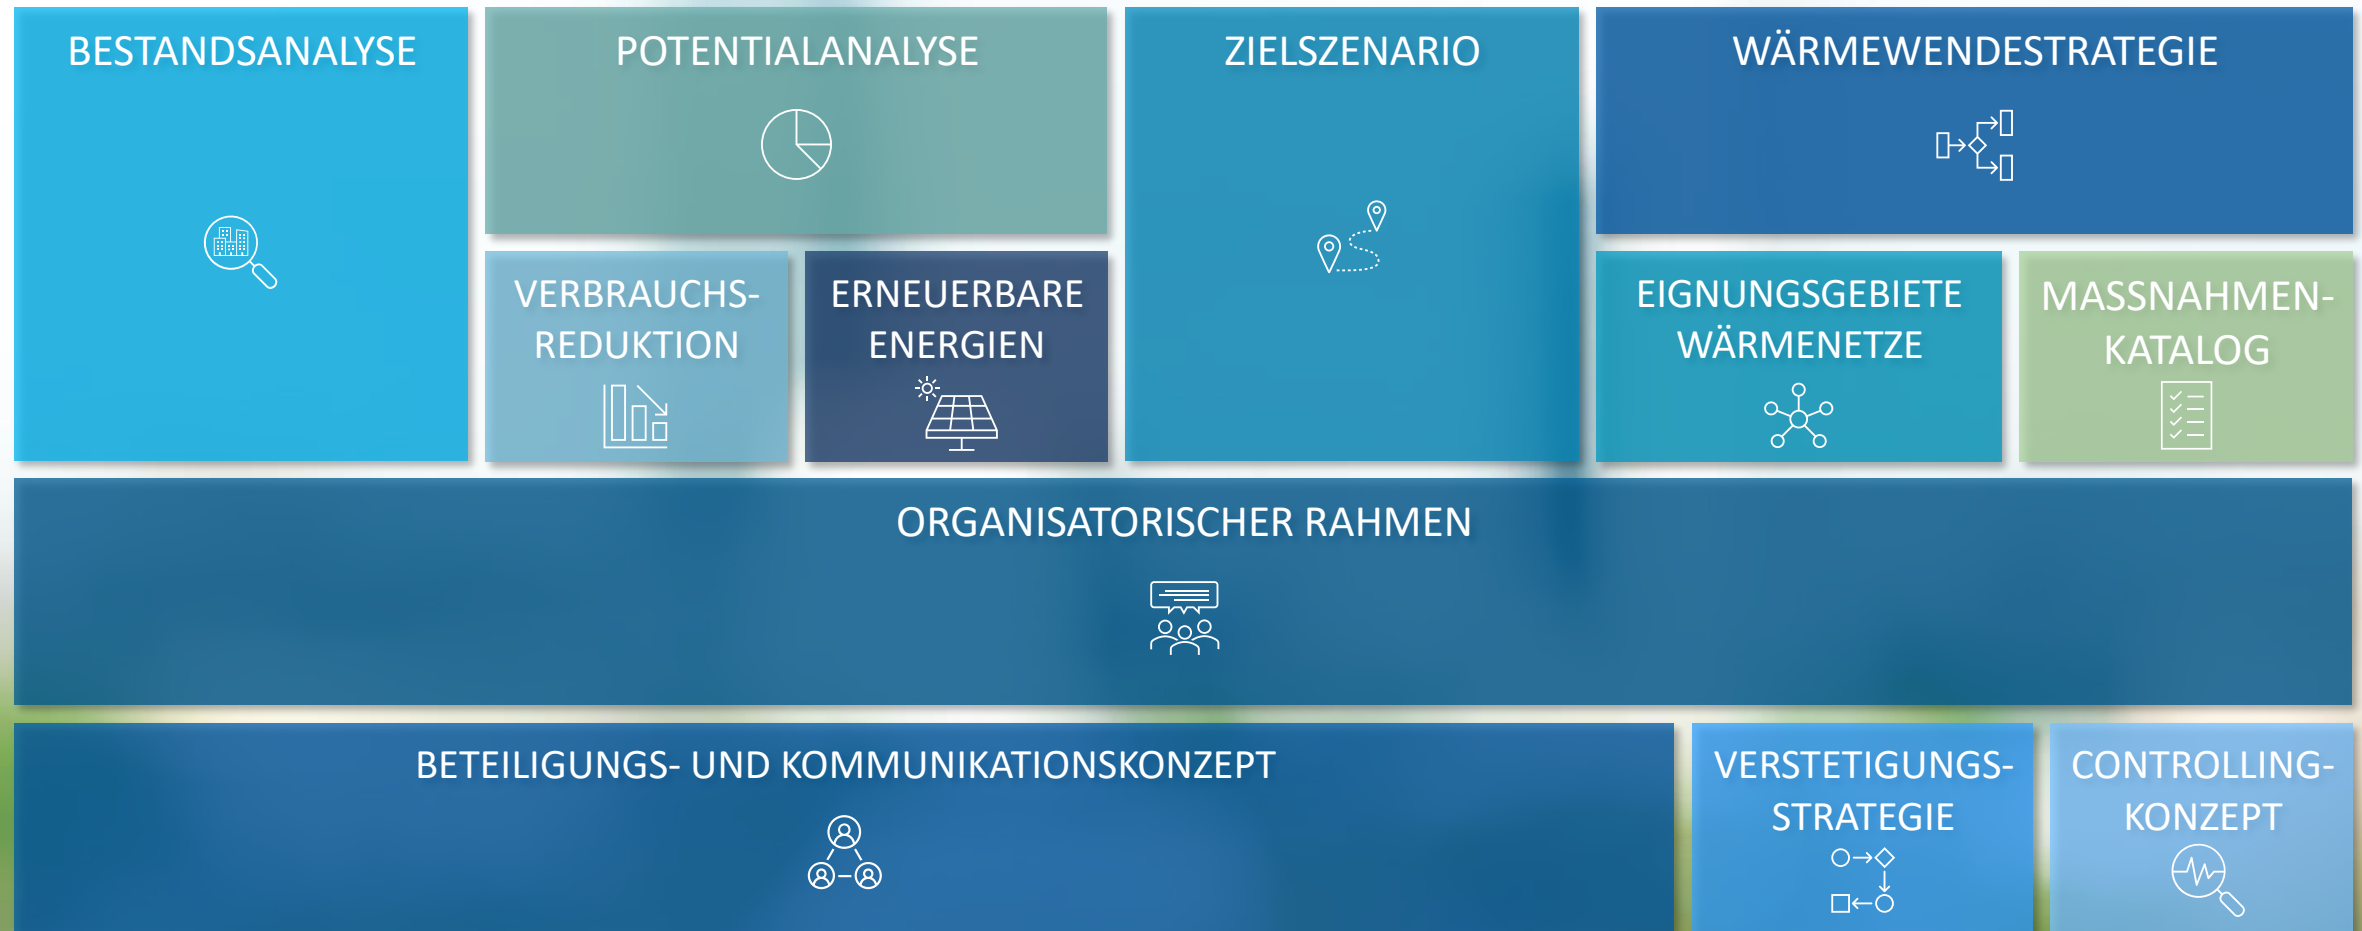 BESTANDSANALYSE
POTENTIALANALYSE
ZIELSZENARIO
WÄRMEWENDESTRATEGIE
VERBRAUCHS-
REDUKTION
ERNEUERBARE
ENERGIEN
EIGNUNGSGEBIETE
WÄRMENETZE
MASSNAHMEN-
KATALOG
ORGANISATORISCHER RAHMEN
BETEILIGUNGS- UND KOMMUNIKATIONSKONZEPT
VERSTETIGUNGS-
STRATEGIE
CONTROLLING-
KONZEPT